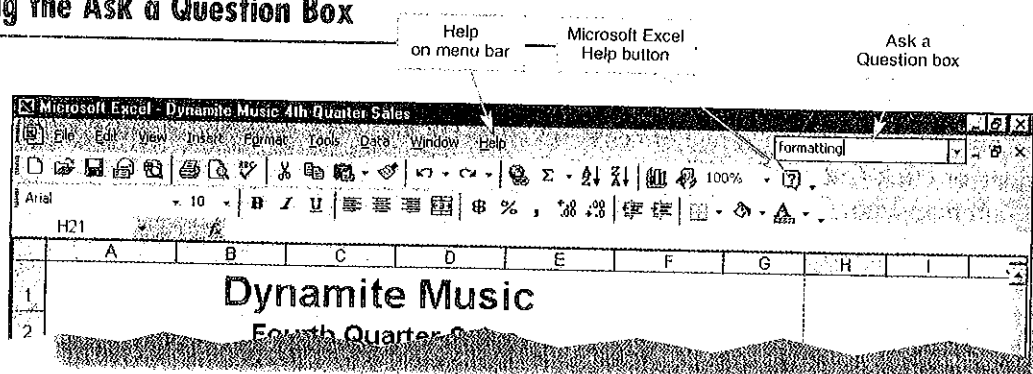 g the Ask a Question Box
Help
on menu bar
Microsoft Excel
Help button
Ask a
Question box
Microsoft Excel - Dynamite Music 4th Quarter Sales
File Edit View Insert Format Tools Data Window Help
formatting
100%
Arial
10
B I U
$ % ,
H21
A B C D E F G H I
1
Dynamite Music
2
Fourth Quarter